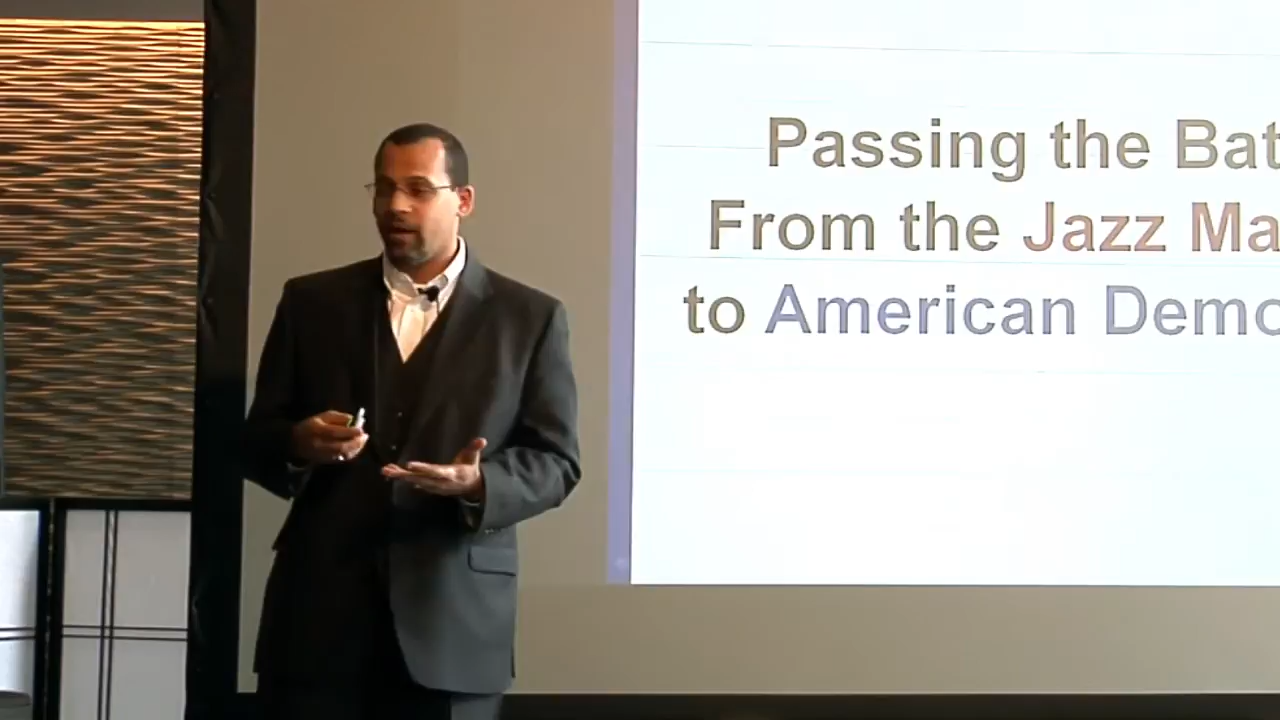 Passing the Bat
From the Jazz Ma
to American Demo